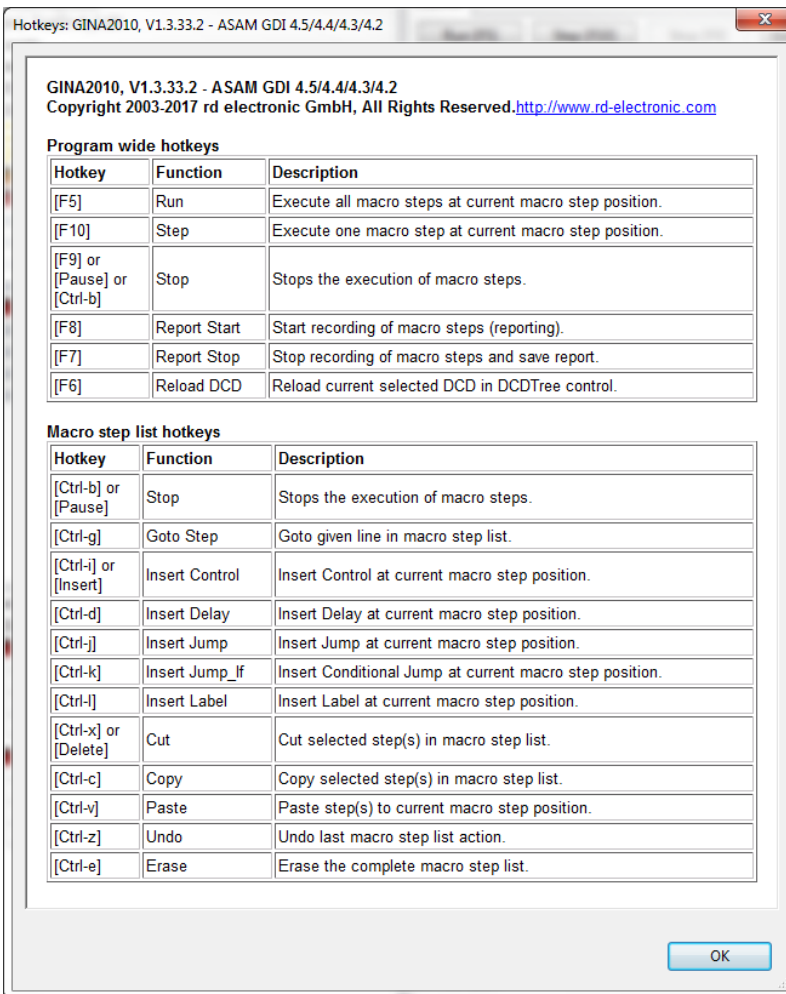 Hotkeys: GINA2010, V1.3.33.2 - ASAM GDI 4.5/4.4/4.3/4.2
GINA2010, V1.3.33.2 - ASAM GDI 4.5/4.4/4.3/4.2
Copyright 2003-2017 rd electronic GmbH, All Rights Reserved.http://www.rd-electronic.com
Program wide hotkeys
Hotkey Function Description
[F5] Run Execute all macro steps at current macro step position.
[F10] Step Execute one macro step at current macro step position.
[F9] or
[Pause] or
[Ctrl-b]
Stop Stops the execution of macro steps.
[F8] Report Start Start recording of macro steps (reporting).
[F7] Report Stop Stop recording of macro steps and save report.
[F6] Reload DCD Reload current selected DCD in DCDTree control.
Macro step list hotkeys
Hotkey Function Description
[Ctrl-b] or
[Pause]
Stop Stops the execution of macro steps.
[Ctrl-g] Goto Step Goto given line in macro step list.
[Ctrl-i] or
[Insert]
Insert Control Insert Control at current macro step position.
[Ctrl-d] Insert Delay Insert Delay at current macro step position.
[Ctrl-j] Insert Jump Insert Jump at current macro step position.
[Ctrl-k] Insert Jump_If Insert Conditional Jump at current macro step position.
[Ctrl-l] Insert Label Insert Label at current macro step position.
[Ctrl-x] or
[Delete]
Cut Cut selected step(s) in macro step list.
[Ctrl-c] Copy Copy selected step(s) in macro step list.
[Ctrl-v] Paste Paste step(s) to current macro step position.
[Ctrl-z] Undo Undo last macro step list action.
[Ctrl-e] Erase Erase the complete macro step list.
OK